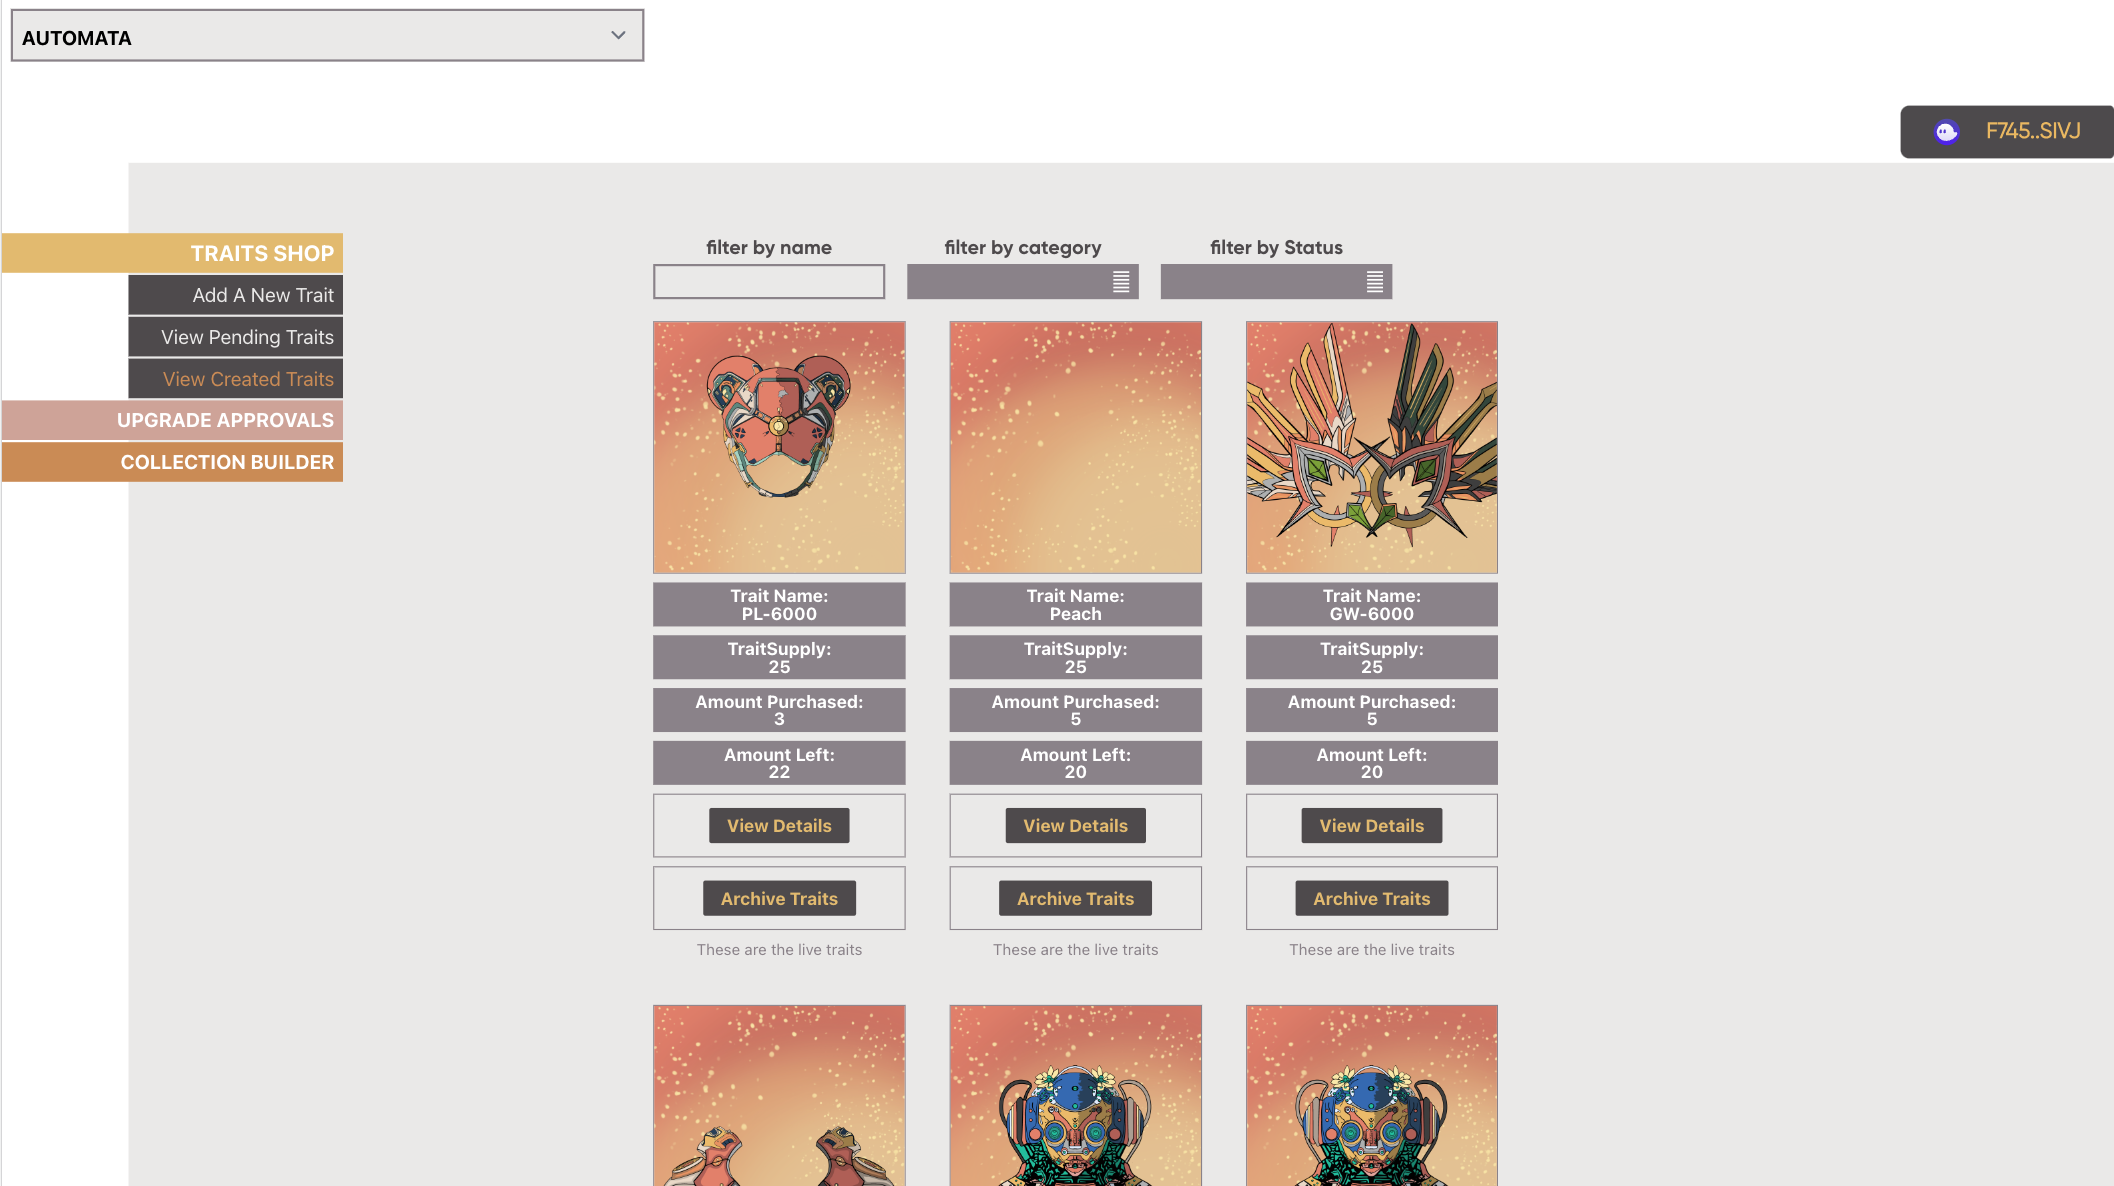 AUTOMATA
F745..SIVJ
TRAITS SHOP
Add A New Trait
View Pending Traits
View Created Traits
UPGRADE APPROVALS
COLLECTION BUILDER
filter by name
filter by category
filter by Status
Trait Name:
PL-6000
TraitSupply:
25
Amount Purchased:
3
Amount Left:
22
View Details
Archive Traits
These are the live traits
Trait Name:
Peach
TraitSupply:
25
Amount Purchased:
5
Amount Left:
20
View Details
Archive Traits
These are the live traits
Trait Name:
GW-6000
TraitSupply:
25
Amount Purchased:
5
Amount Left:
20
View Details
Archive Traits
These are the live traits